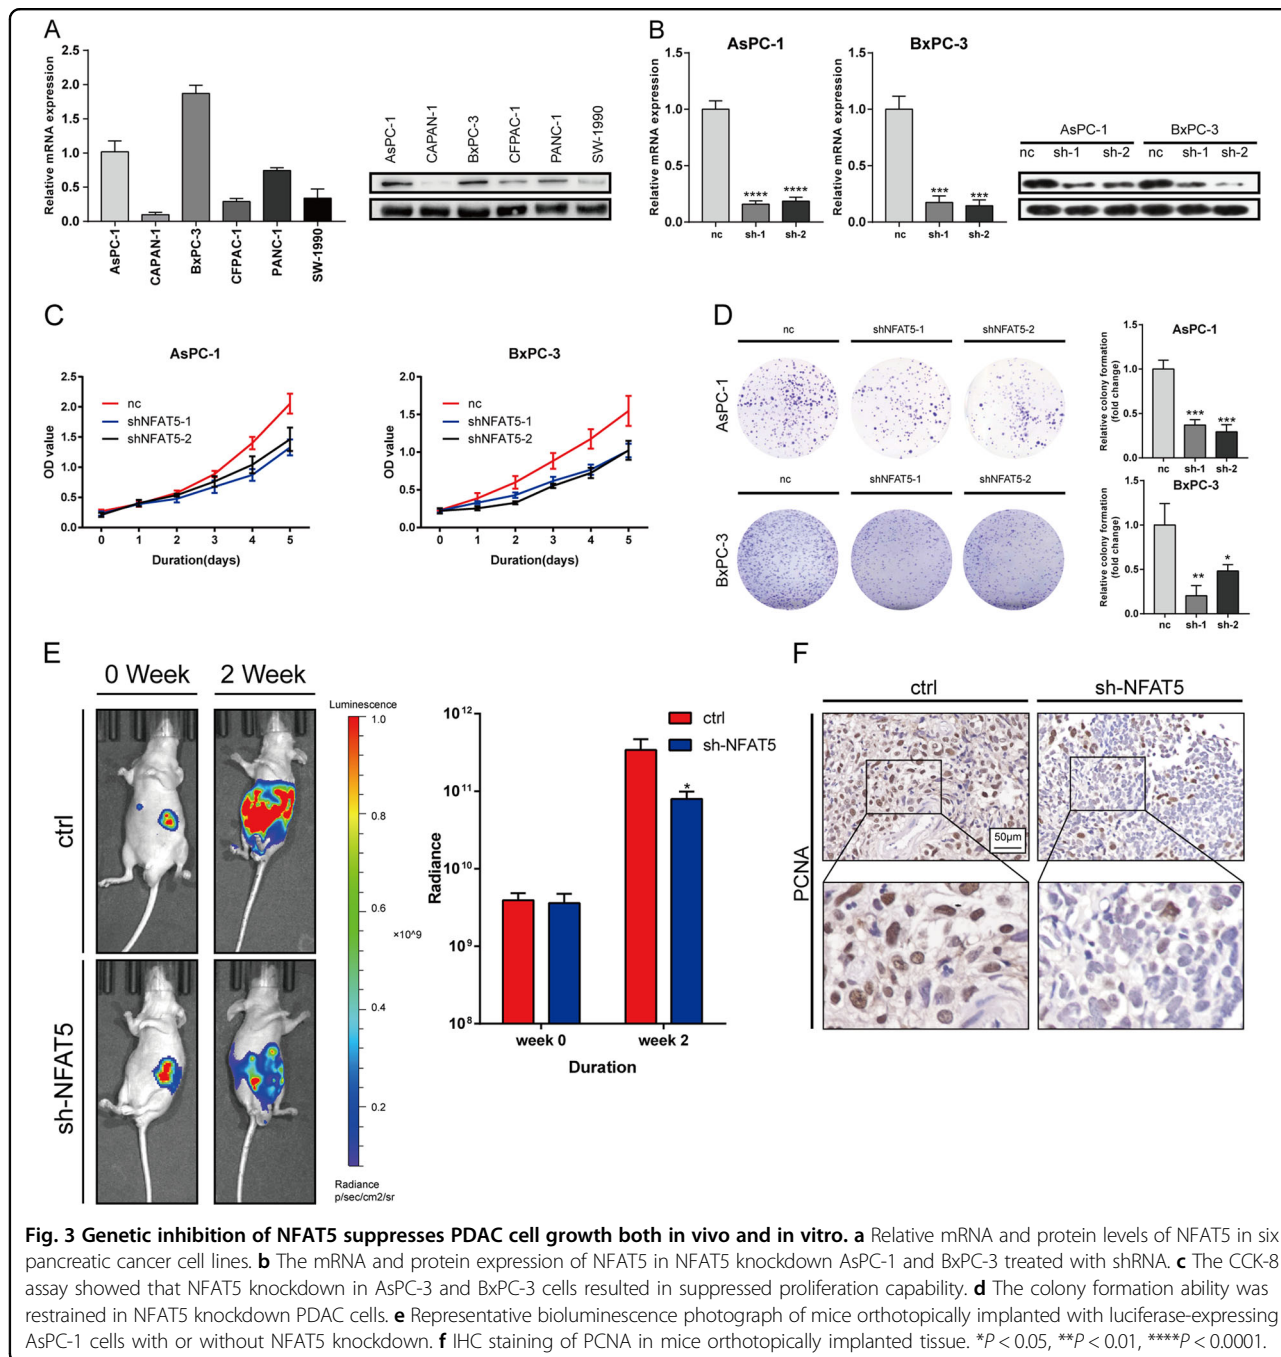 A
Relative mRNA expression
2.5
2.0
1.5
1.0
0.5
0.0
AsPC-1
CAPAN-1
BxPC-3
CFPAC-1
PANC-1
SW-1990
AsPC-1
CAPAN-1
BxPC-3
CFPAC-1
PANC-1
SW-1990
B
AsPC-1
Relative mRNA expression
1.5
1.0
0.5
0.0
****
****
nc
sh-1
sh-2
BxPC-3
Relative mRNA expression
1.5
1.0
0.5
0.0
***
***
nc
sh-1
sh-2
AsPC-1
BxPC-3
nc sh-1 sh-2 nc sh-1 sh-2
C
AsPC-1
OD value
2.5
2.0
1.5
1.0
0.5
0.0
nc
shNFAT5-1
shNFAT5-2
0 1 2 3 4 5
Duration(days)
BxPC-3
OD value
2.0
1.5
1.0
0.5
0.0
nc
shNFAT5-1
shNFAT5-2
0 1 2 3 4 5
Duration(days)
D
nc shNFAT5-1 shNFAT5-2
AsPC-1
nc shNFAT5-1 shNFAT5-2
BxPC-3
AsPC-1
Relative colony formation
(fold change)
1.5
1.0
0.5
0.0
***
***
nc sh-1 sh-2
BxPC-3
Relative colony formation
(fold change)
1.5
1.0
0.5
0.0
**
*
nc sh-1 sh-2
E
0 Week 2 Week
ctrl
sh-NFAT5
Luminescence
1.0
0.8
0.6
×10^9
0.4
0.2
Radiance
p/sec/cm2/sr
Radiance
10^12
10^11
10^10
10^9
10^8
ctrl
sh-NFAT5
*
week 0 week 2
Duration
F
ctrl sh-NFAT5
PCNA
50μm
Fig. 3 Genetic inhibition of NFAT5 suppresses PDAC cell growth both in vivo and in vitro. a Relative mRNA and protein levels of NFAT5 in six
pancreatic cancer cell lines. b The mRNA and protein expression of NFAT5 in NFAT5 knockdown AsPC-1 and BxPC-3 treated with shRNA. c The CCK-8
assay showed that NFAT5 knockdown in AsPC-3 and BxPC-3 cells resulted in suppressed proliferation capability. d The colony formation ability was
restrained in NFAT5 knockdown PDAC cells. e Representative bioluminescence photograph of mice orthotopically implanted with luciferase-expressing
AsPC-1 cells with or without NFAT5 knockdown. f IHC staining of PCNA in mice orthotopically implanted tissue. *P < 0.05, **P < 0.01, ****P < 0.0001.